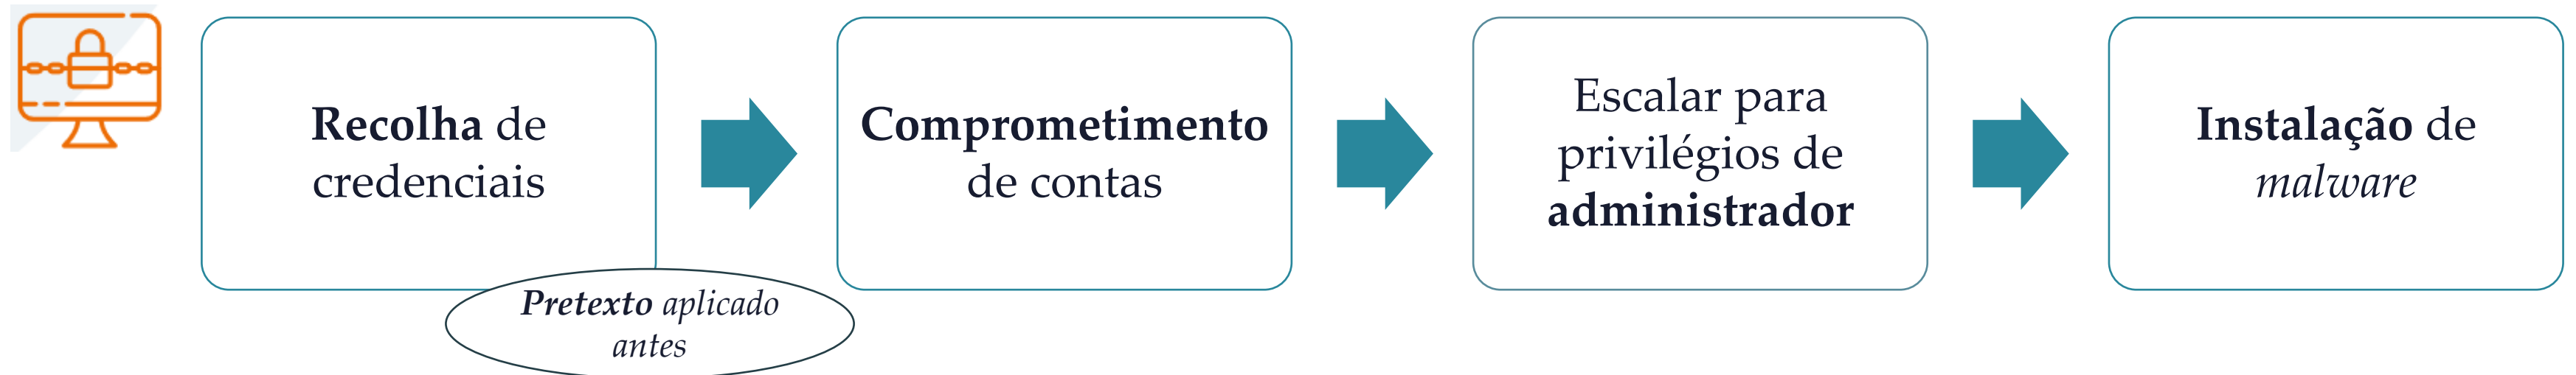 Recolha de
credenciais
Pretexto aplicado
antes
Comprometimento
de contas
Escalar para
privilégios de
administrador
Instalação de
malware